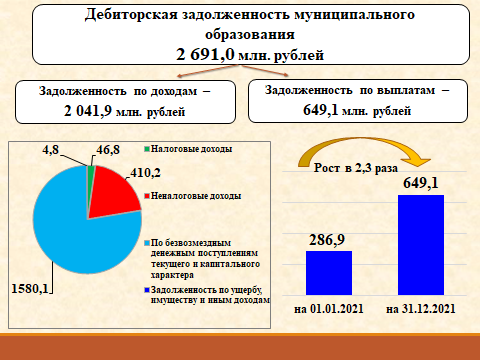 Дебиторская задолженность муниципального
образования
2 691,0 млн. рублей
Задолженность по доходам –
2 041,9 млн. рублей
Задолженность по выплатам –
649,1 млн. рублей
4,8
46,8
410,2
1580,1
Налоговые доходы
Неналоговые доходы
По безвозмездным
денежным поступлениям
текущего и капитального
характера
Задолженность по ущербу,
имуществу и иным доходам
Рост в 2,3 раза
649,1
286,9
на 01.01.2021
на 31.12.2021